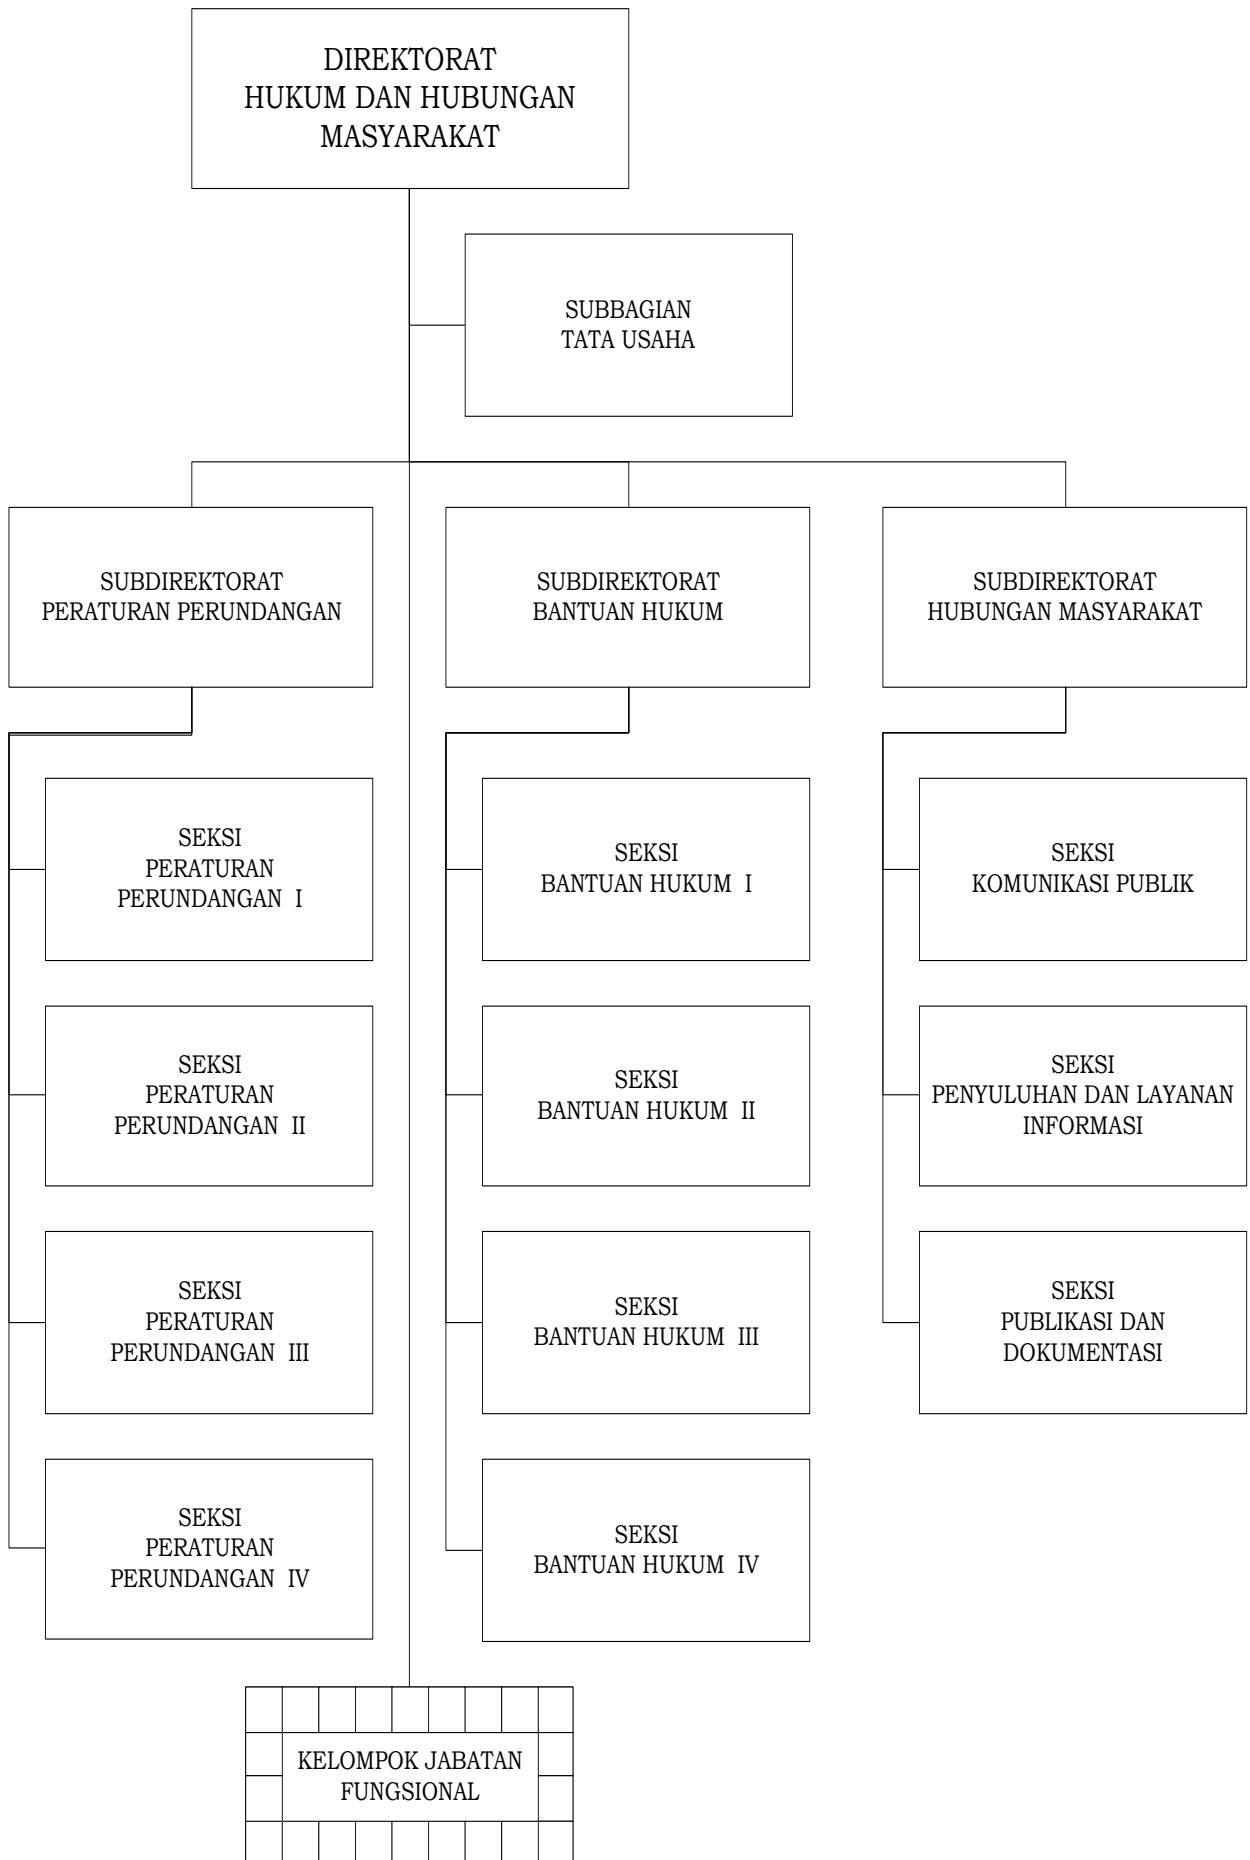 DIREKTORAT
HUKUM DAN HUBUNGAN
MASYARAKAT
SUBBAGIAN
TATA USAHA
SUBDIREKTORAT
PERATURAN PERUNDANGAN
SUBDIREKTORAT
BANTUAN HUKUM
SUBDIREKTORAT
HUBUNGAN MASYARAKAT
SEKSI
PERATURAN
PERUNDANGAN I
SEKSI
BANTUAN HUKUM I
SEKSI
KOMUNIKASI PUBLIK
SEKSI
PERATURAN
PERUNDANGAN II
SEKSI
BANTUAN HUKUM II
SEKSI
PENYULUHAN DAN LAYANAN
INFORMASI
SEKSI
PERATURAN
PERUNDANGAN III
SEKSI
BANTUAN HUKUM III
SEKSI
PUBLIKASI DAN
DOKUMENTASI
SEKSI
PERATURAN
PERUNDANGAN IV
SEKSI
BANTUAN HUKUM IV
KELOMPOK JABATAN
FUNGSIONAL